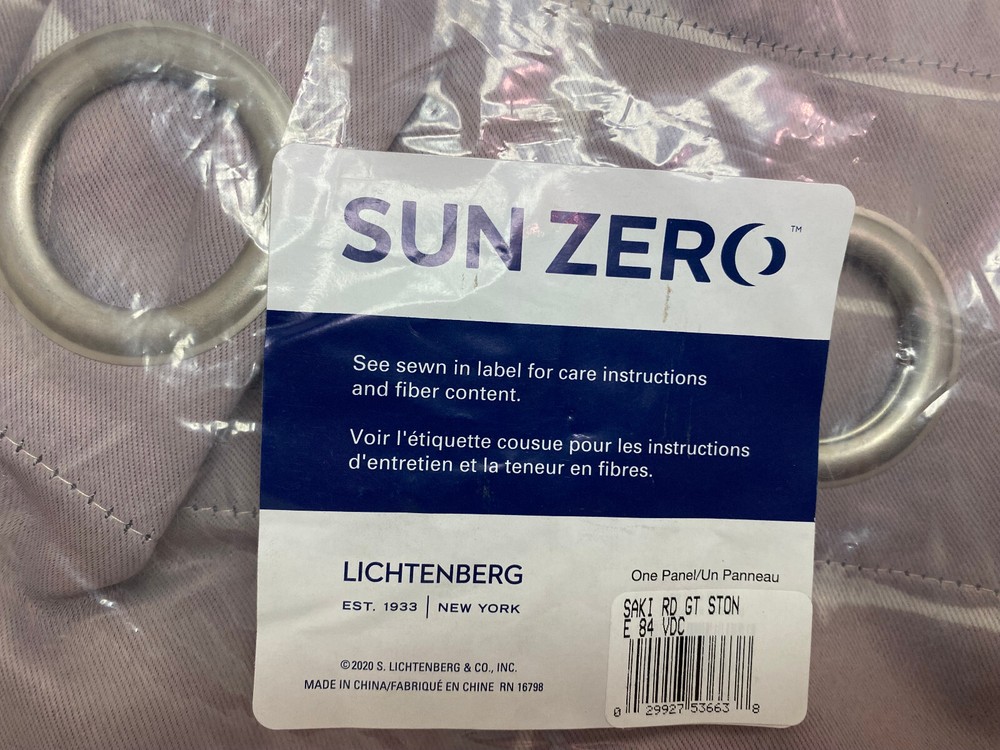 SUN ZERO™
See sewn in label for care instructions
and fiber content.
Voir l'étiquette cousue pour les instructions
d'entretien et la teneur en fibres.
LICHTENBERG
EST. 1933 | NEW YORK
©2020 S. LICHTENBERG & CO., INC.
MADE IN CHINA/FABRIQUÉ EN CHINE RN 16798
One Panel/Un Panneau
SAKI RD GT STON
E 84 VDC
0 29927 53663 8